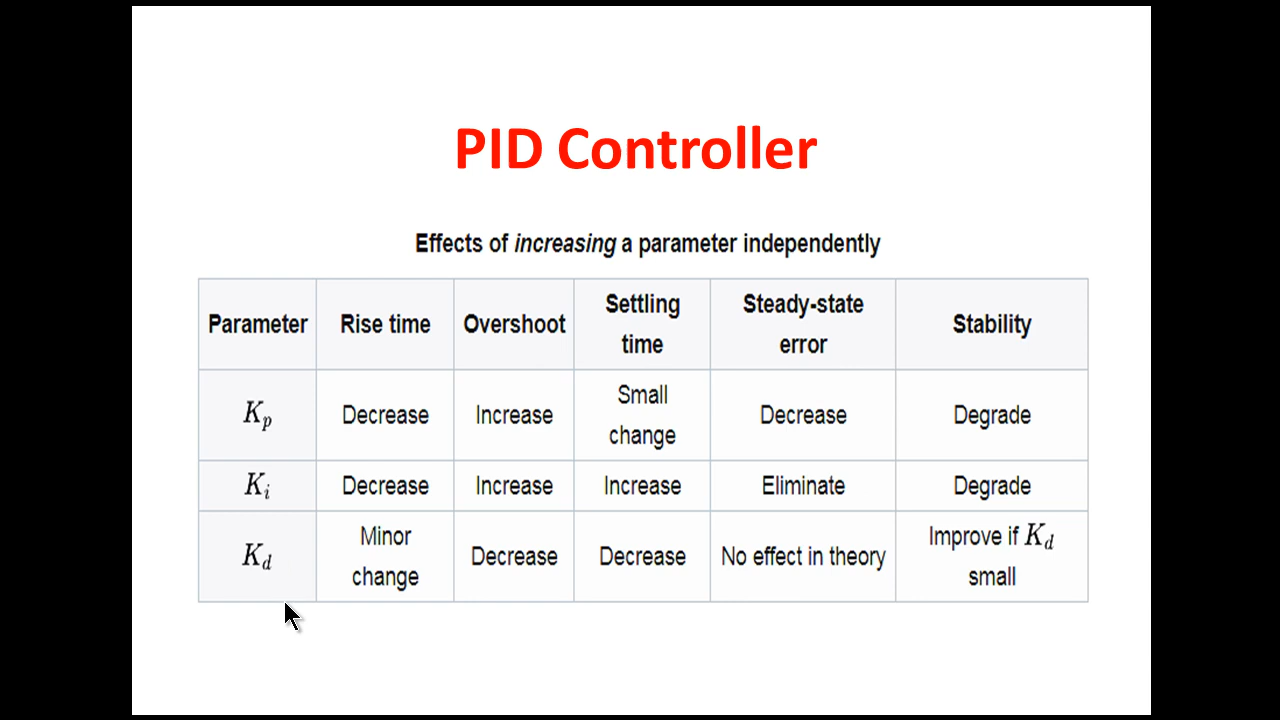 PID Controller
Effects of increasing a parameter independently
Parameter Rise time Overshoot Settling time Steady-state error Stability
Kp Decrease Increase Small change Decrease Degrade
Ki Decrease Increase Increase Eliminate Degrade
Kd Minor change Decrease Decrease No effect in theory Improve if Kd small